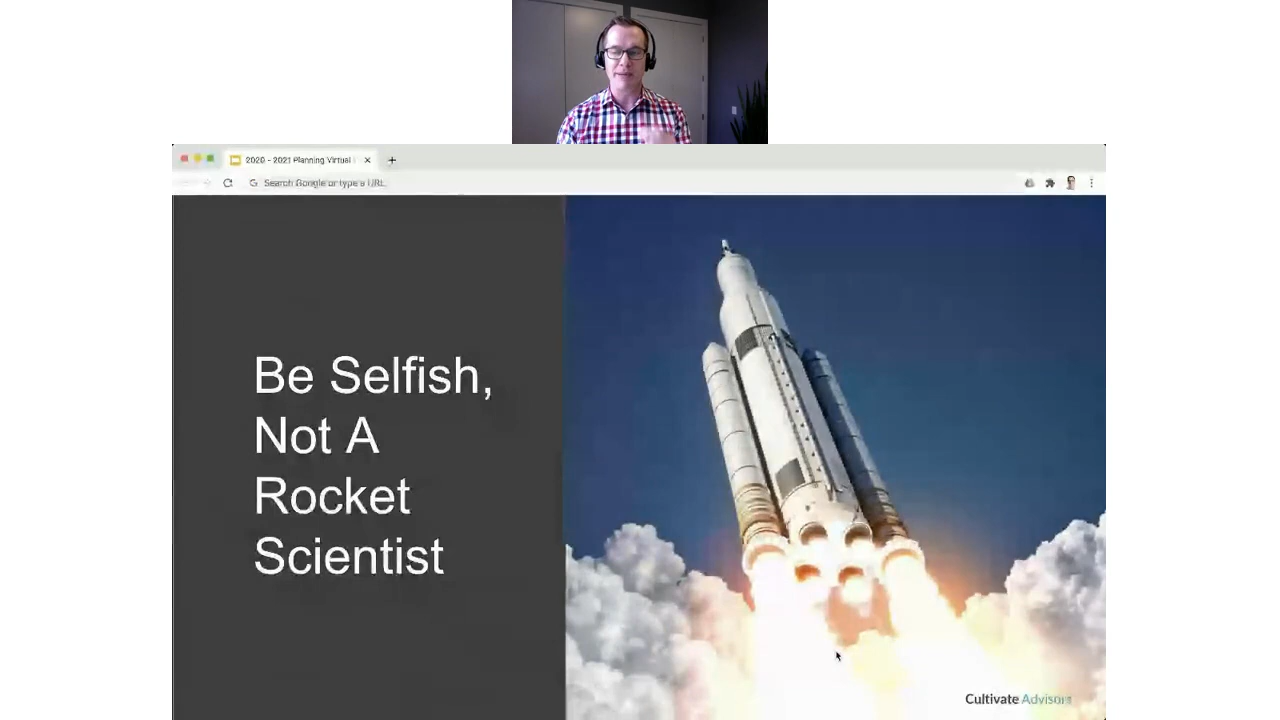 2020 - 2021 Planning Virtual
Search Google or type a URL
Be Selfish,
Not A
Rocket
Scientist
Cultivate Advisors